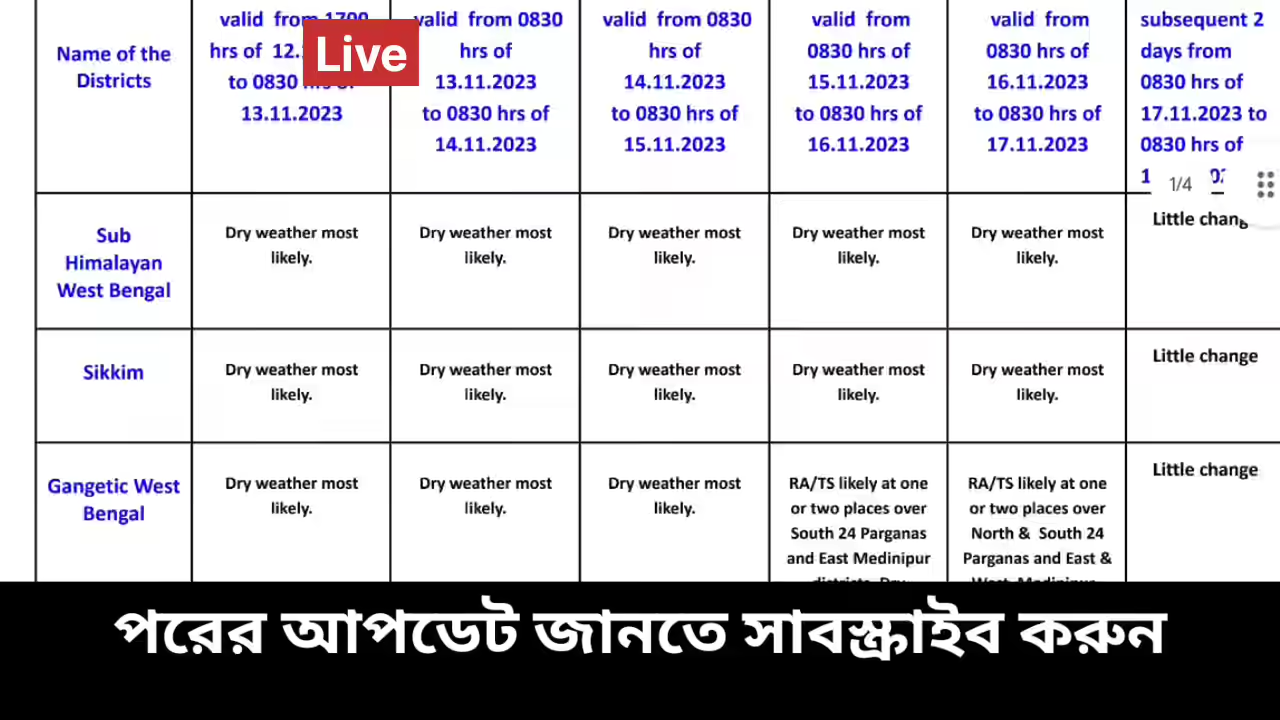 Name of the
Districts
valid from 1700
hrs of 12.
to 0830 hrs of
13.11.2023
valid from 0830
hrs of
13.11.2023
to 0830 hrs of
14.11.2023
valid from 0830
hrs of
14.11.2023
to 0830 hrs of
15.11.2023
valid from
0830 hrs of
15.11.2023
to 0830 hrs of
16.11.2023
valid from
0830 hrs of
16.11.2023
to 0830 hrs of
17.11.2023
subsequent 2
days from
0830 hrs of
17.11.2023 to
0830 hrs of
Live
1/4
Sub
Himalayan
West Bengal
Dry weather most
likely.
Dry weather most
likely.
Dry weather most
likely.
Dry weather most
likely.
Dry weather most
likely.
Little change
Sikkim
Dry weather most
likely.
Dry weather most
likely.
Dry weather most
likely.
Dry weather most
likely.
Dry weather most
likely.
Little change
Gangetic West
Bengal
Dry weather most
likely.
Dry weather most
likely.
Dry weather most
likely.
RA/TS likely at one
or two places over
South 24 Parganas
and East Medinipur
districts. Dry
RA/TS likely at one
or two places over
North & South 24
Parganas and East &
West Medinipur
Little change
পরের আপডেট জানতে সাবস্ক্রাইব করুন